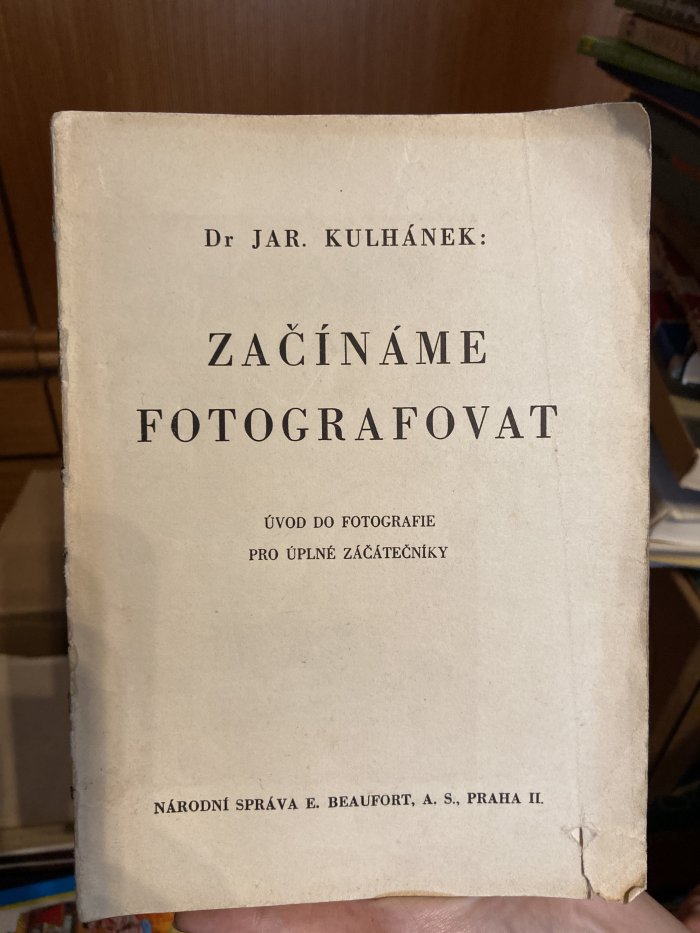 Dr JAR. KULHÁNEK:
ZAČÍNÁME
FOTOGRAFOVAT
ÚVOD DO FOTOGRAFIE
PRO ÚPLNÉ ZÁČÁTEČNÍKY
NÁRODNÍ SPRÁVA E. BEAUFORT, A. S., PRAHA II.